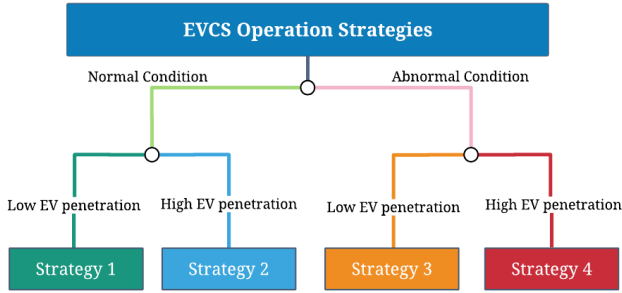 EVCS Operation Strategies
Normal Condition
Abnormal Condition
Low EV penetration
High EV penetration
Low EV penetration
High EV penetration
Strategy 1
Strategy 2
Strategy 3
Strategy 4